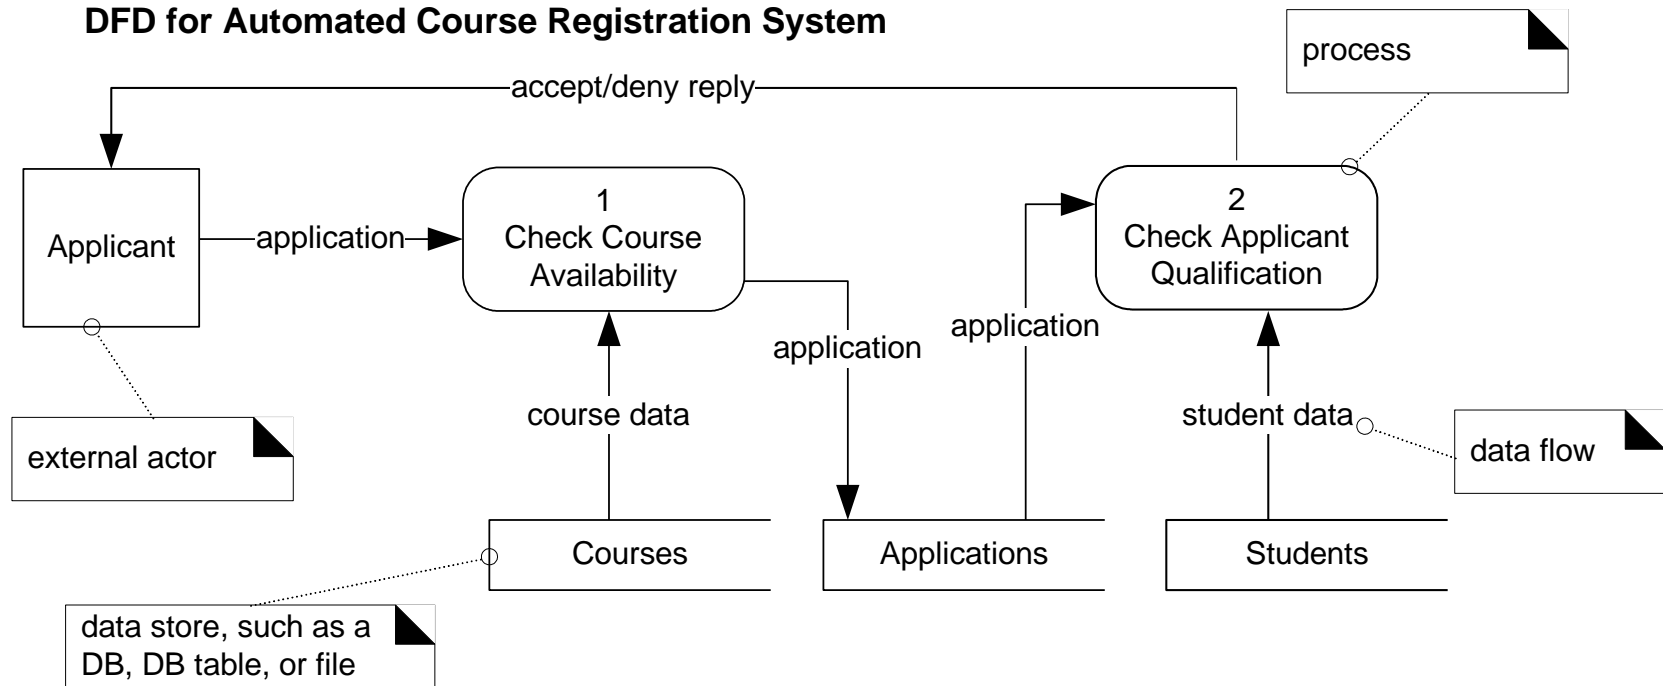 DFD for Automated Course Registration System
process
accept/deny reply
Applicant
application
1
Check Course
Availability
2
Check Applicant
Qualification
application
application
course data
student data
external actor
data flow
Courses
Applications
Students
data store, such as a
DB, DB table, or file